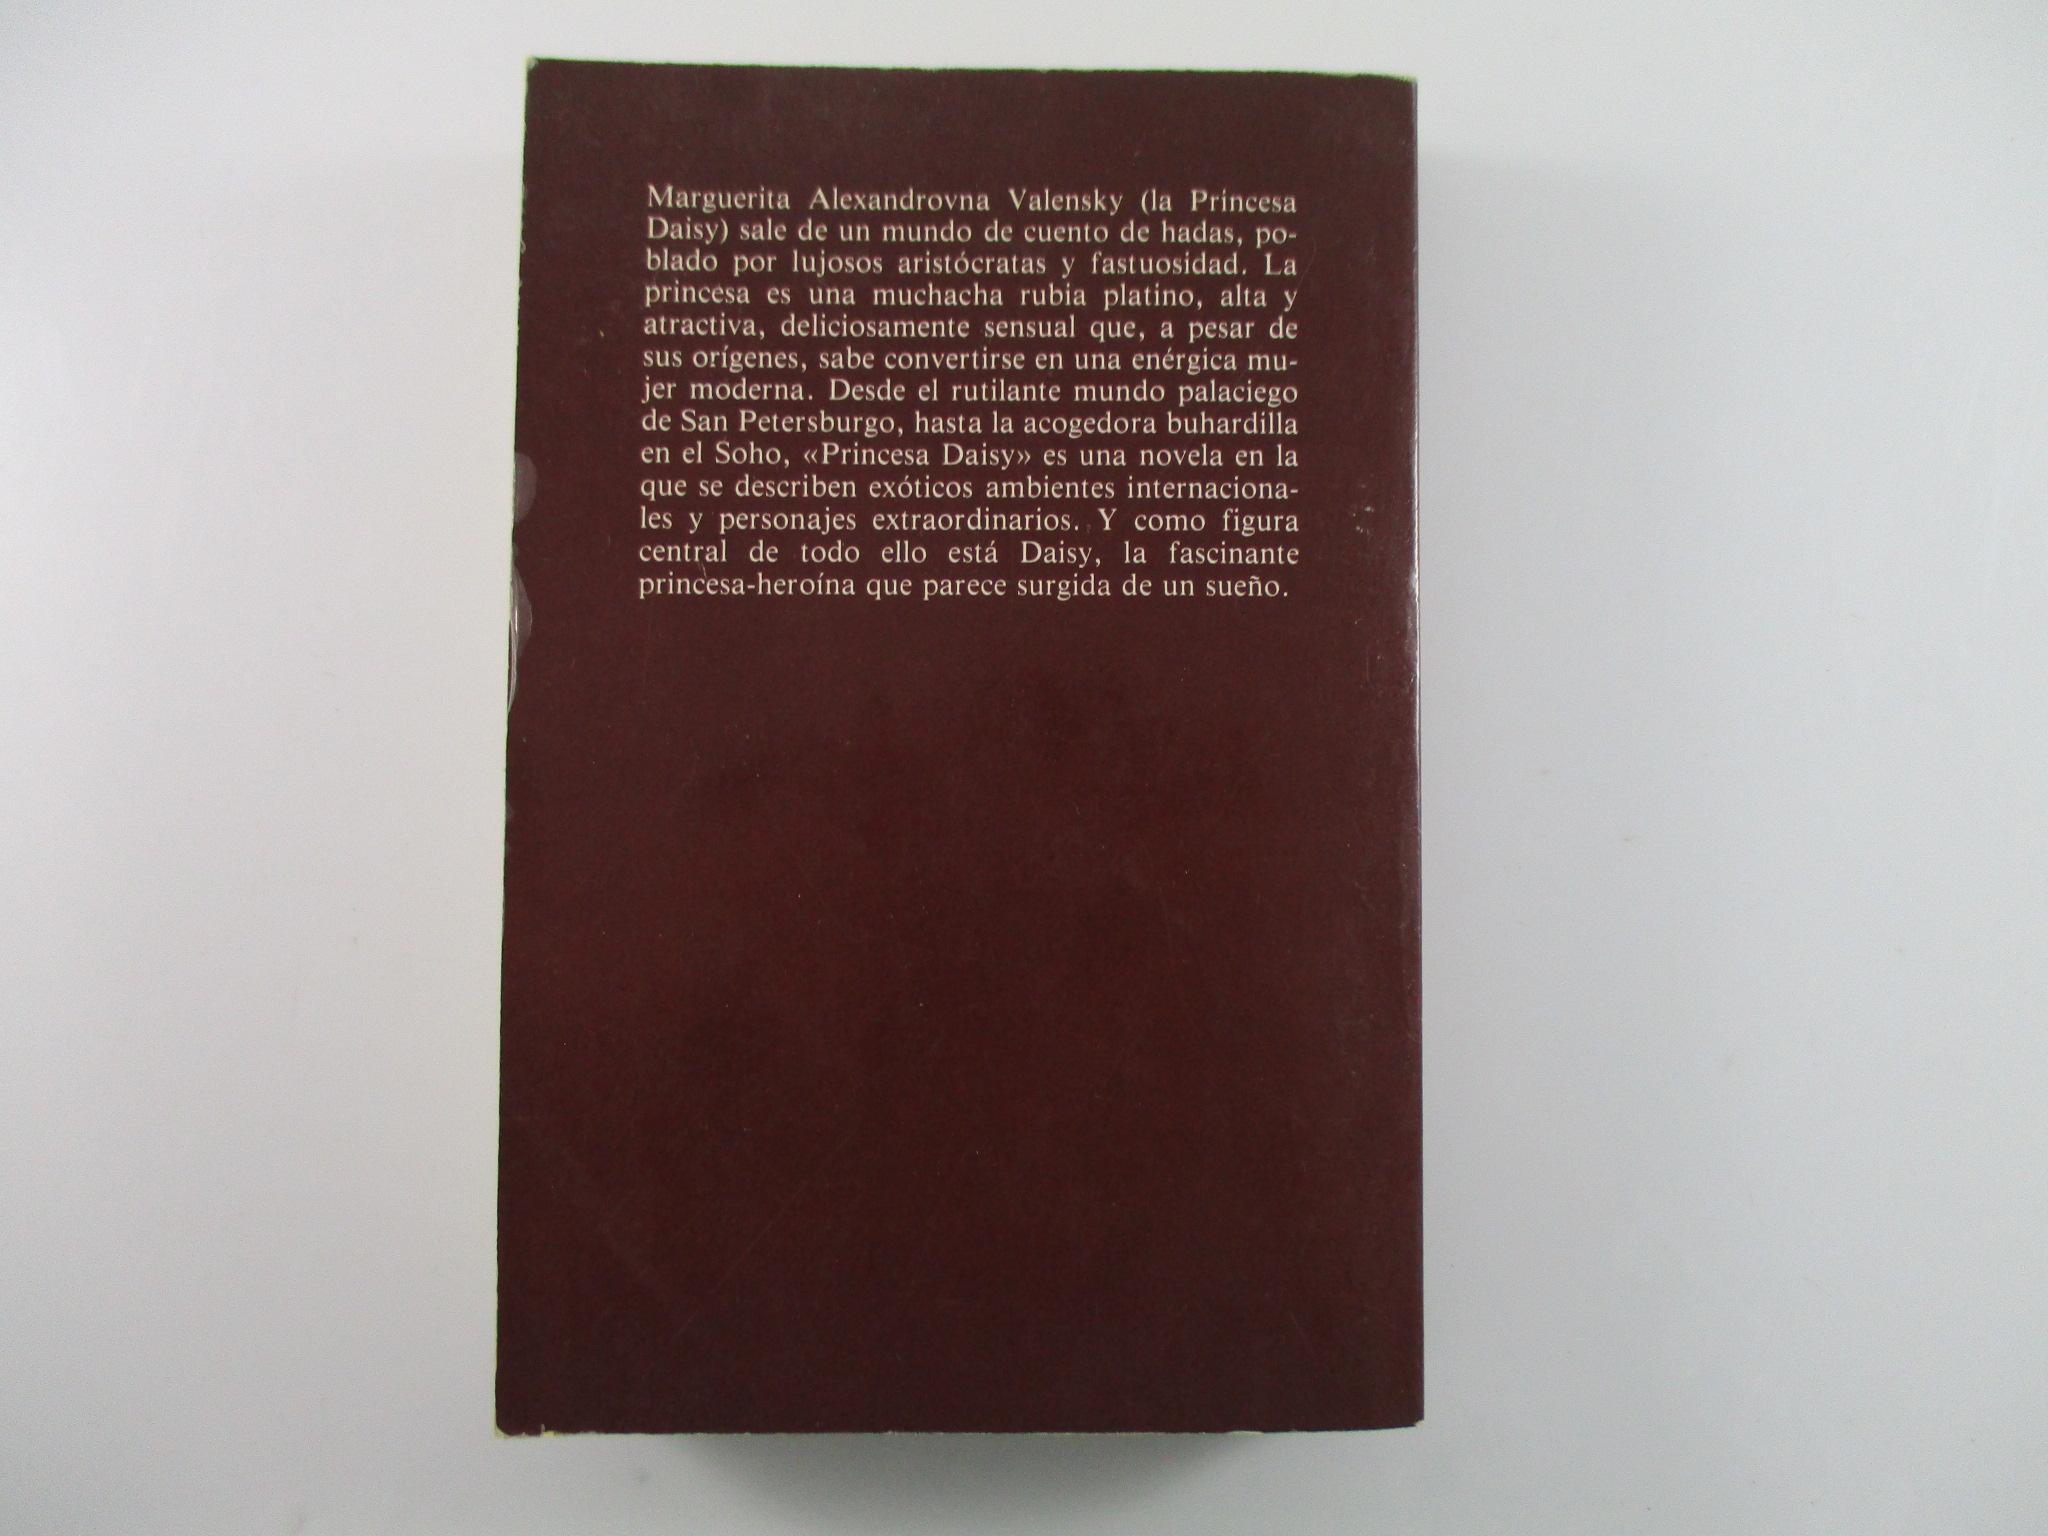 Marguerita Alexandrovna Valensky (la Princesa
Daisy) sale de un mundo de cuento de hadas, po-
blado por lujosos aristócratas y fastuosidad. La
princesa es una muchacha rubia platino, alta y
atractiva, deliciosamente sensual que, a pesar de
sus orígenes, sabe convertirse en una enérgica mu-
jer moderna. Desde el rutilante mundo palaciego
de San Petersburgo, hasta la acogedora buhardilla
en el Soho, «Princesa Daisy» es una novela en la
que se describen exóticos ambientes internaciona-
les y personajes extraordinarios. Y como figura
central de todo ello está Daisy, la fascinante
princesa-heroína que parece surgida de un sueño.